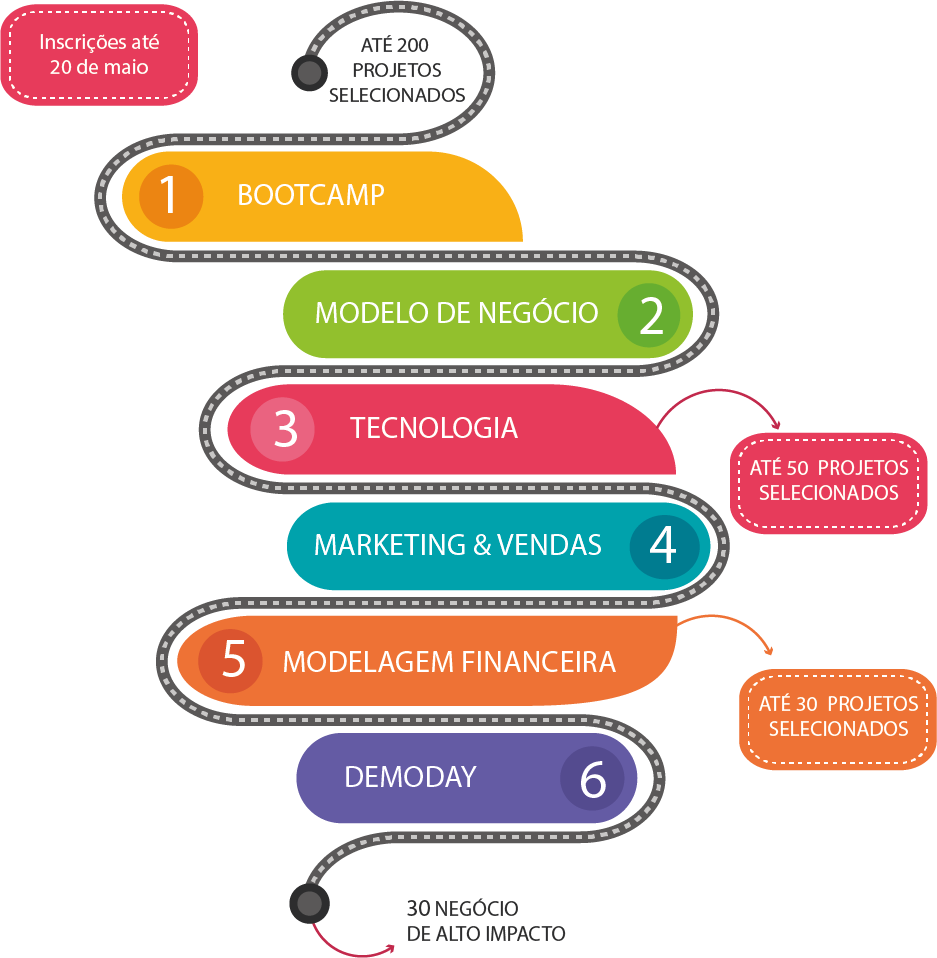 Inscrições até
20 de maio
ATÉ 200
PROJETOS
SELECIONADOS
1 BOOTCAMP
MODELO DE NEGÓCIO 2
3 TECNOLOGIA
ATÉ 50 PROJETOS
SELECIONADOS
MARKETING & VENDAS 4
5 MODELAGEM FINANCEIRA
ATÉ 30 PROJETOS
SELECIONADOS
DEMODAY 6
30 NEGÓCIO
DE ALTO IMPACTO